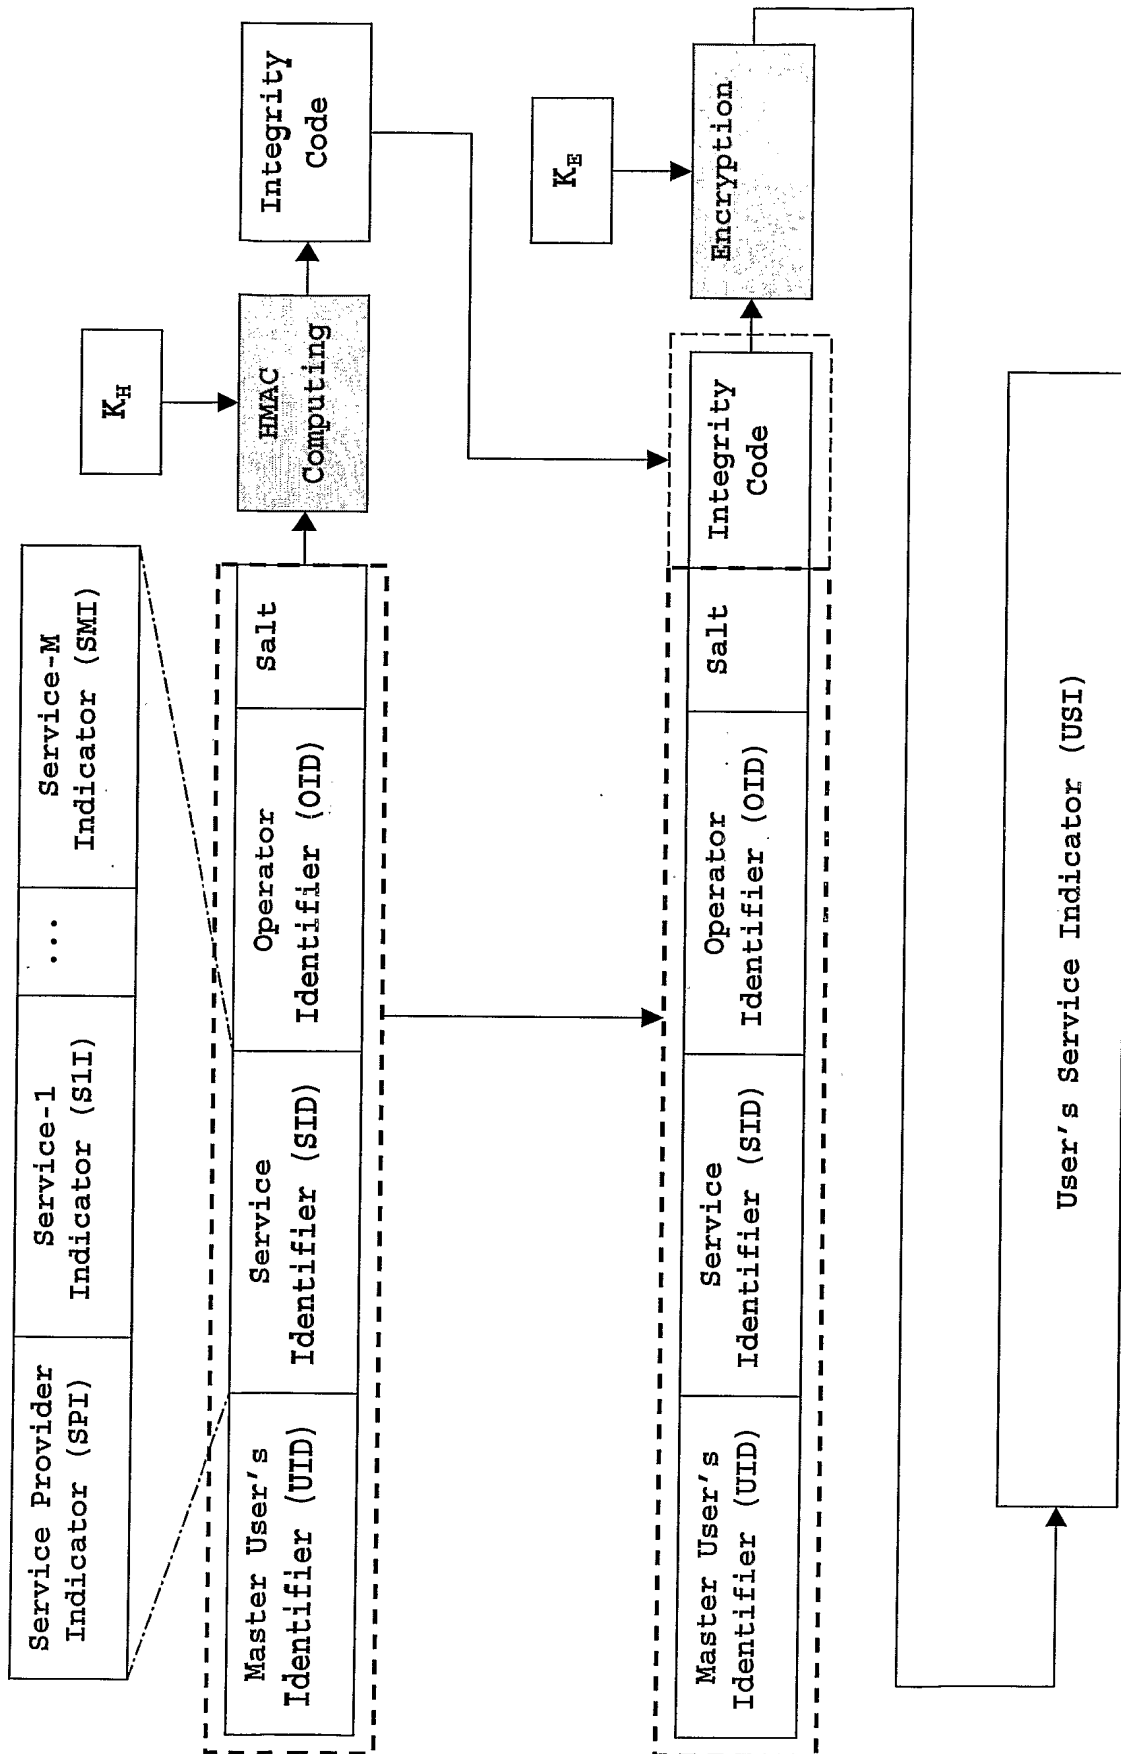 Service Provider
Indicator (SPI)
Service-1
Indicator (S1I)
...
Service-M
Indicator (SMI)
Master User's
Identifier (UID)
Service
Identifier (SID)
Operator
Identifier (OID)
Salt
K_H
HMAC
Computing
Integrity
Code
Master User's
Identifier (UID)
Service
Identifier (SID)
Operator
Identifier (OID)
Salt
Integrity
Code
K_E
Encryption
User's Service Indicator (USI)